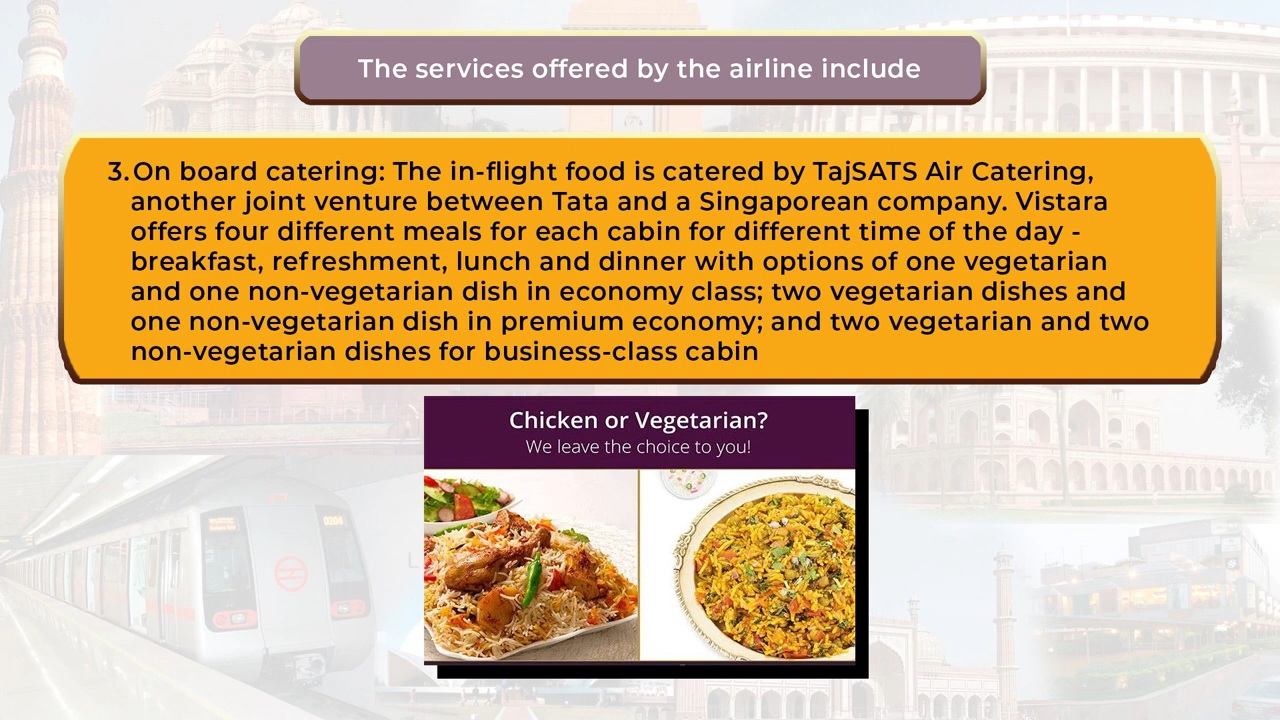 The services offered by the airline include
3. On board catering: The in-flight food is catered by TajSATS Air Catering,
another joint venture between Tata and a Singaporean company. Vistara
offers four different meals for each cabin for different time of the day -
breakfast, refreshment, lunch and dinner with options of one vegetarian
and one non-vegetarian dish in economy class; two vegetarian dishes and
one non-vegetarian dish in premium economy; and two vegetarian and two
non-vegetarian dishes for business-class cabin
Chicken or Vegetarian?
We leave the choice to you!